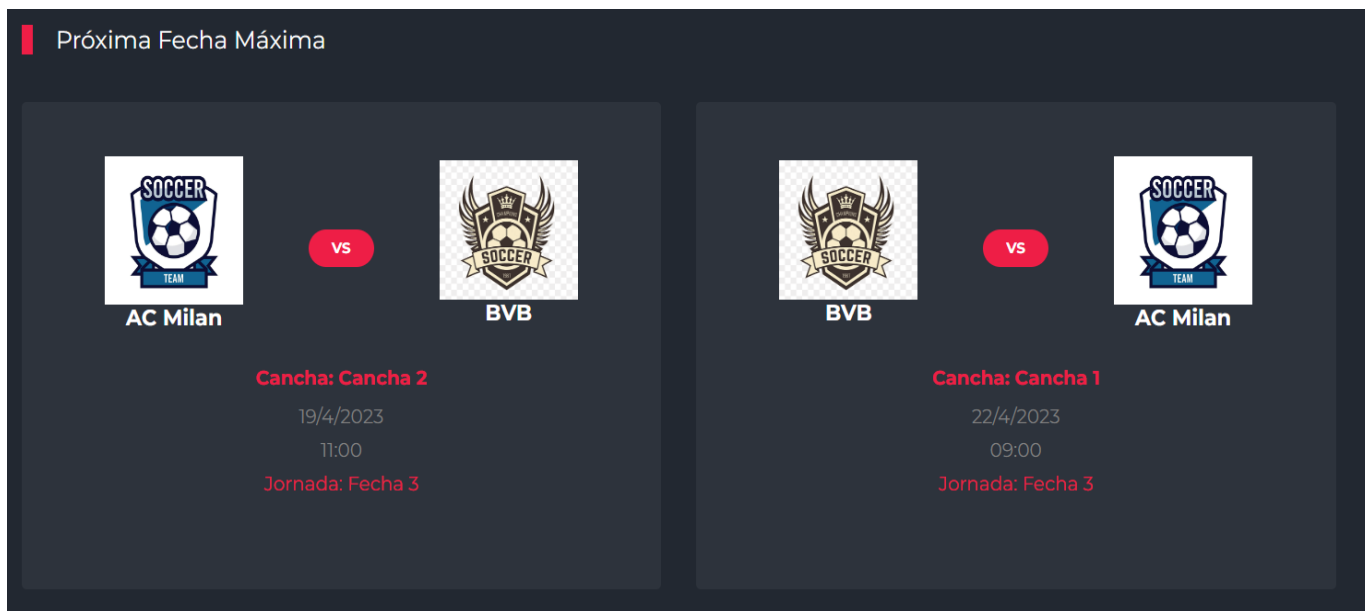 Próxima Fecha Máxima
SOCCER
TEAM
AC Milan
VS
CHAMPIONS
SOCCER
BVB
Cancha: Cancha 2
19/4/2023
11:00
Jornada: Fecha 3
CHAMPIONS
SOCCER
BVB
VS
SOCCER
TEAM
AC Milan
Cancha: Cancha 1
22/4/2023
09:00
Jornada: Fecha 3